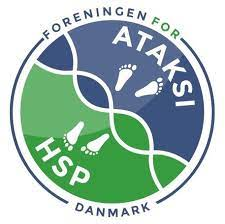 FORENINGEN FOR
ATAKSI
HSP
DANMARK